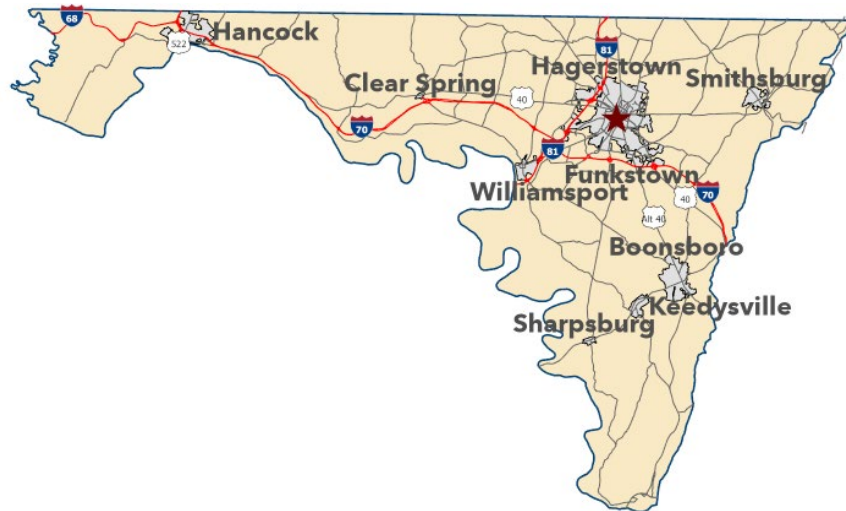 68
Hancock
522
81
Hagerstown
Clear Spring
Smithsburg
40
70
81
Williamsport
Funkstown
40
70
Alt 40
Boonsboro
Keedysville
Sharpsburg